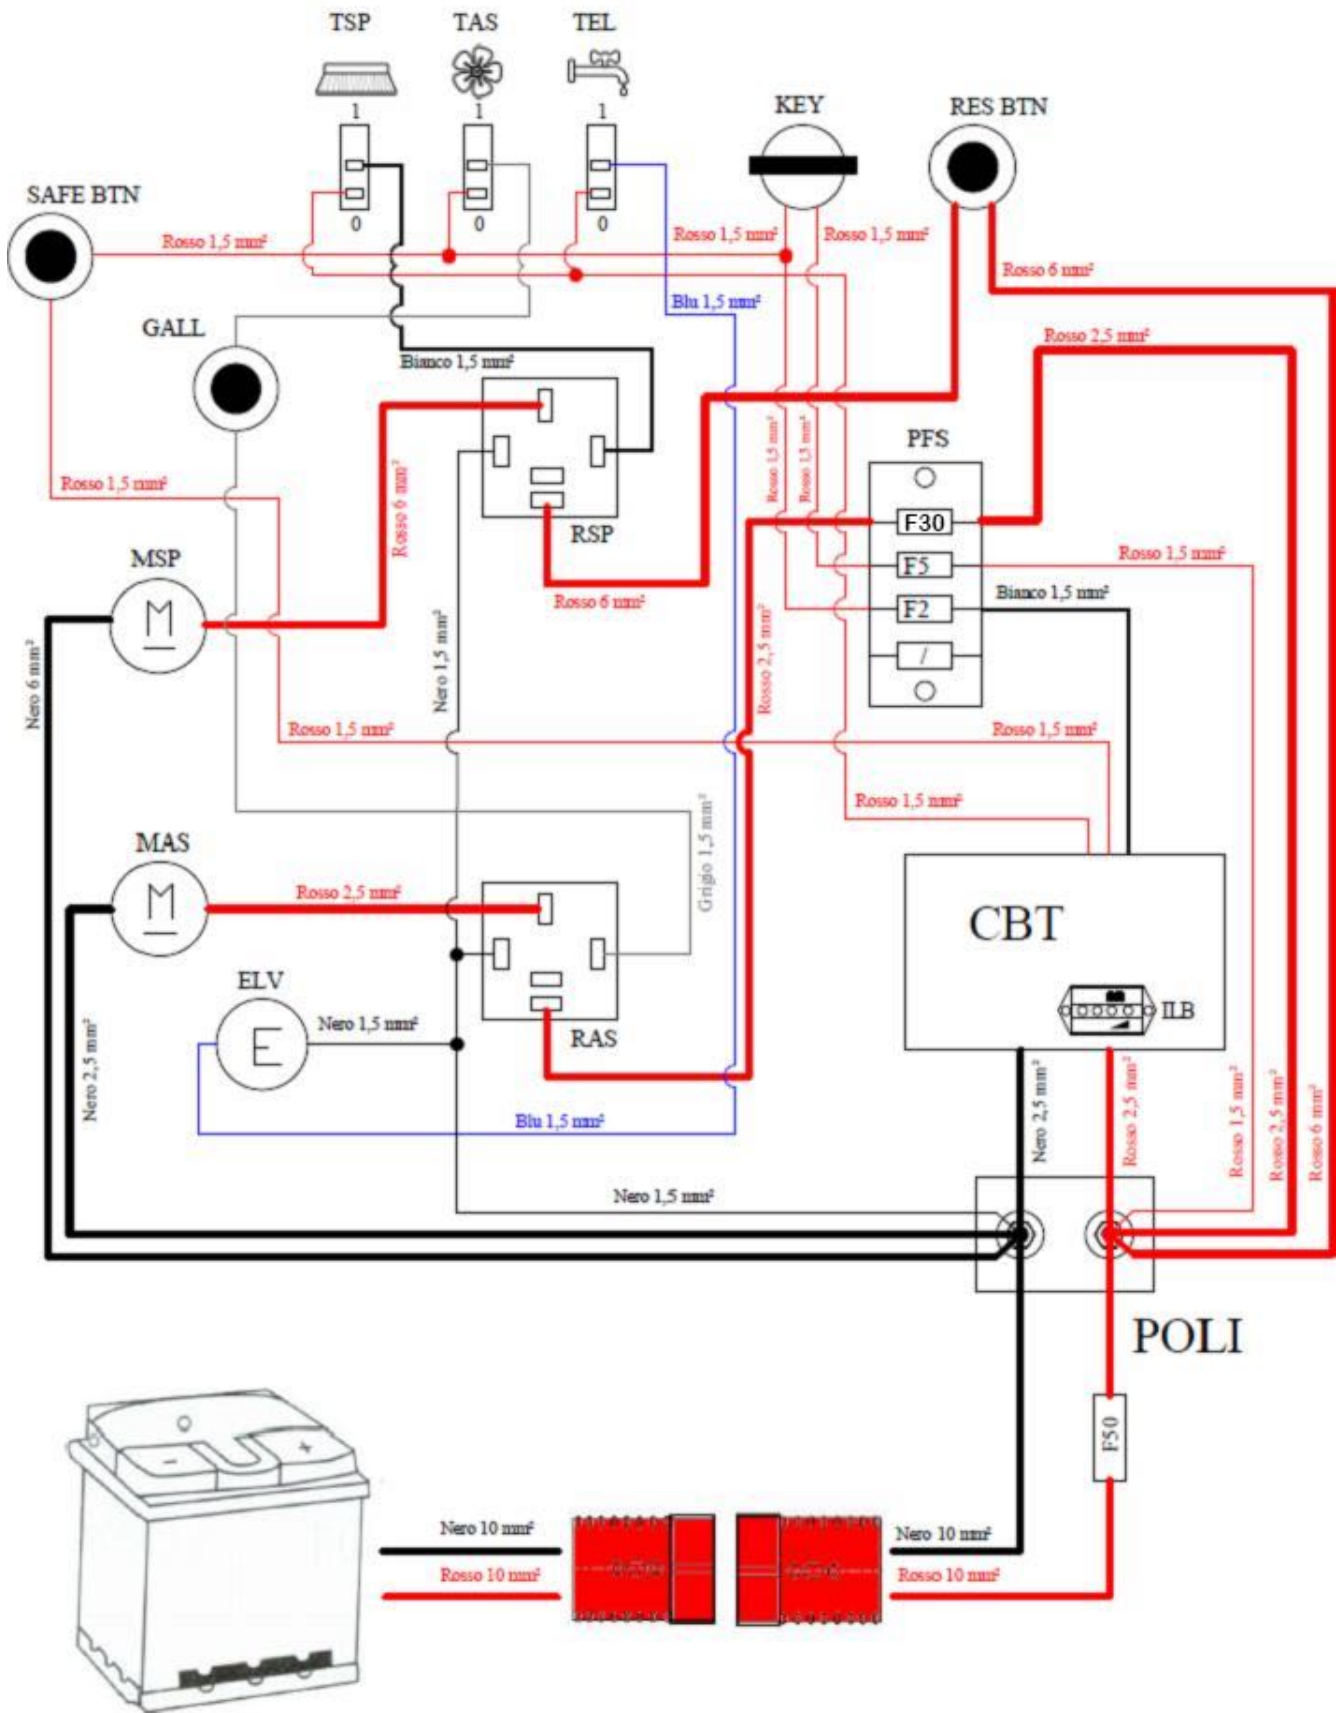 TSP
TAS
TEL
1
1
1
KEY
RES BTN
SAFE BTN
0
0
0
Rosso 1,5 mm²
Rosso 1,5 mm²
Rosso 1,5 mm²
Rosso 6 mm²
Blu 1,5 mm²
GALL
Rosso 2,5 mm²
Bianco 1,5 mm²
Rosso 1,5 mm²
Rosso 1,5 mm²
PFS
Rosso 1,5 mm²
Rosso 6 mm²
F30
RSP
MSP
F5
Rosso 1,5 mm²
Rosso 6 mm²
F2
Bianco 1,5 mm²
Nero 6 mm²
Nero 1,5 mm²
Rosso 2,5 mm²
/
Rosso 1,5 mm²
Rosso 1,5 mm²
Rosso 1,5 mm²
MAS
M
M
Rosso 2,5 mm²
Grigio 1,5 mm²
CBT
ELV
E
Nero 1,5 mm²
RAS
ILB
B
Nero 2,5 mm²
Blu 1,5 mm²
Nero 2,5 mm²
Rosso 2,5 mm²
Rosso 1,5 mm²
Rosso 2,5 mm²
Rosso 6 mm²
Nero 1,5 mm²
POLI
F50
- +
Nero 10 mm²
Rosso 10 mm²
Nero 10 mm²
Rosso 10 mm²